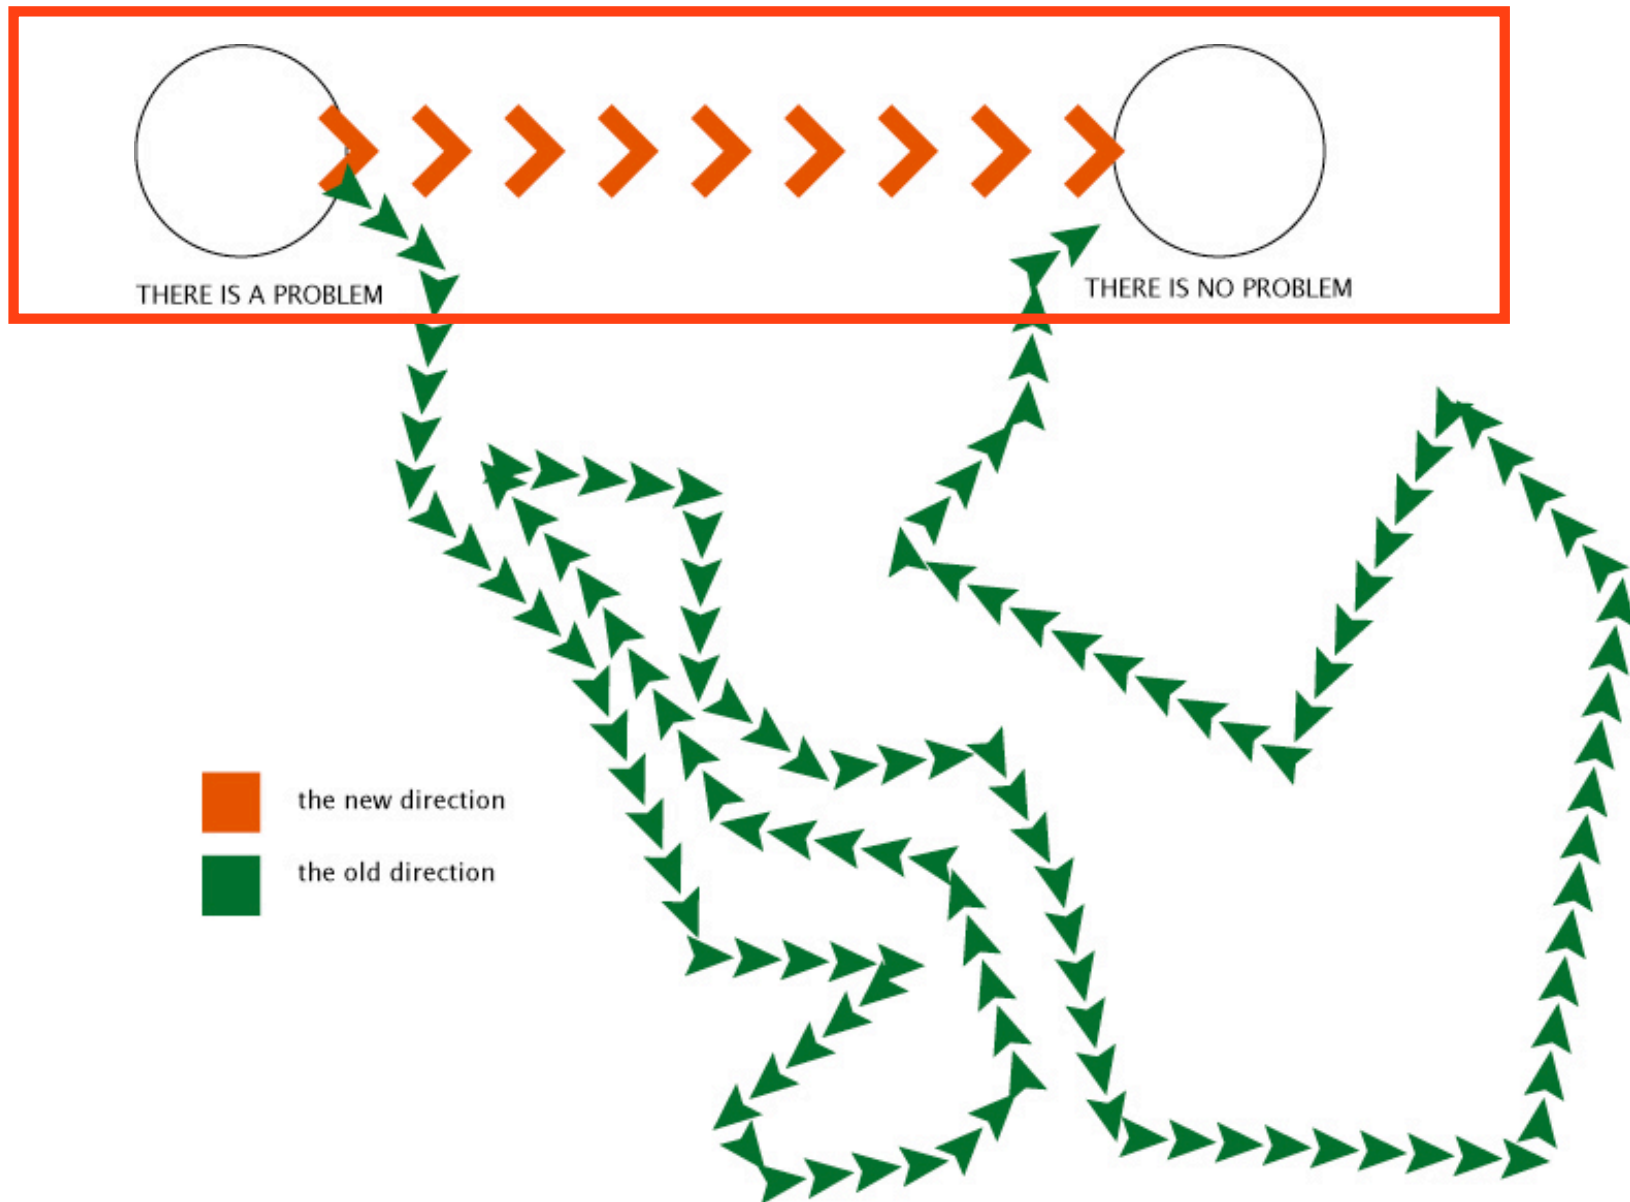 THERE IS A PROBLEM
THERE IS NO PROBLEM
the new direction
the old direction